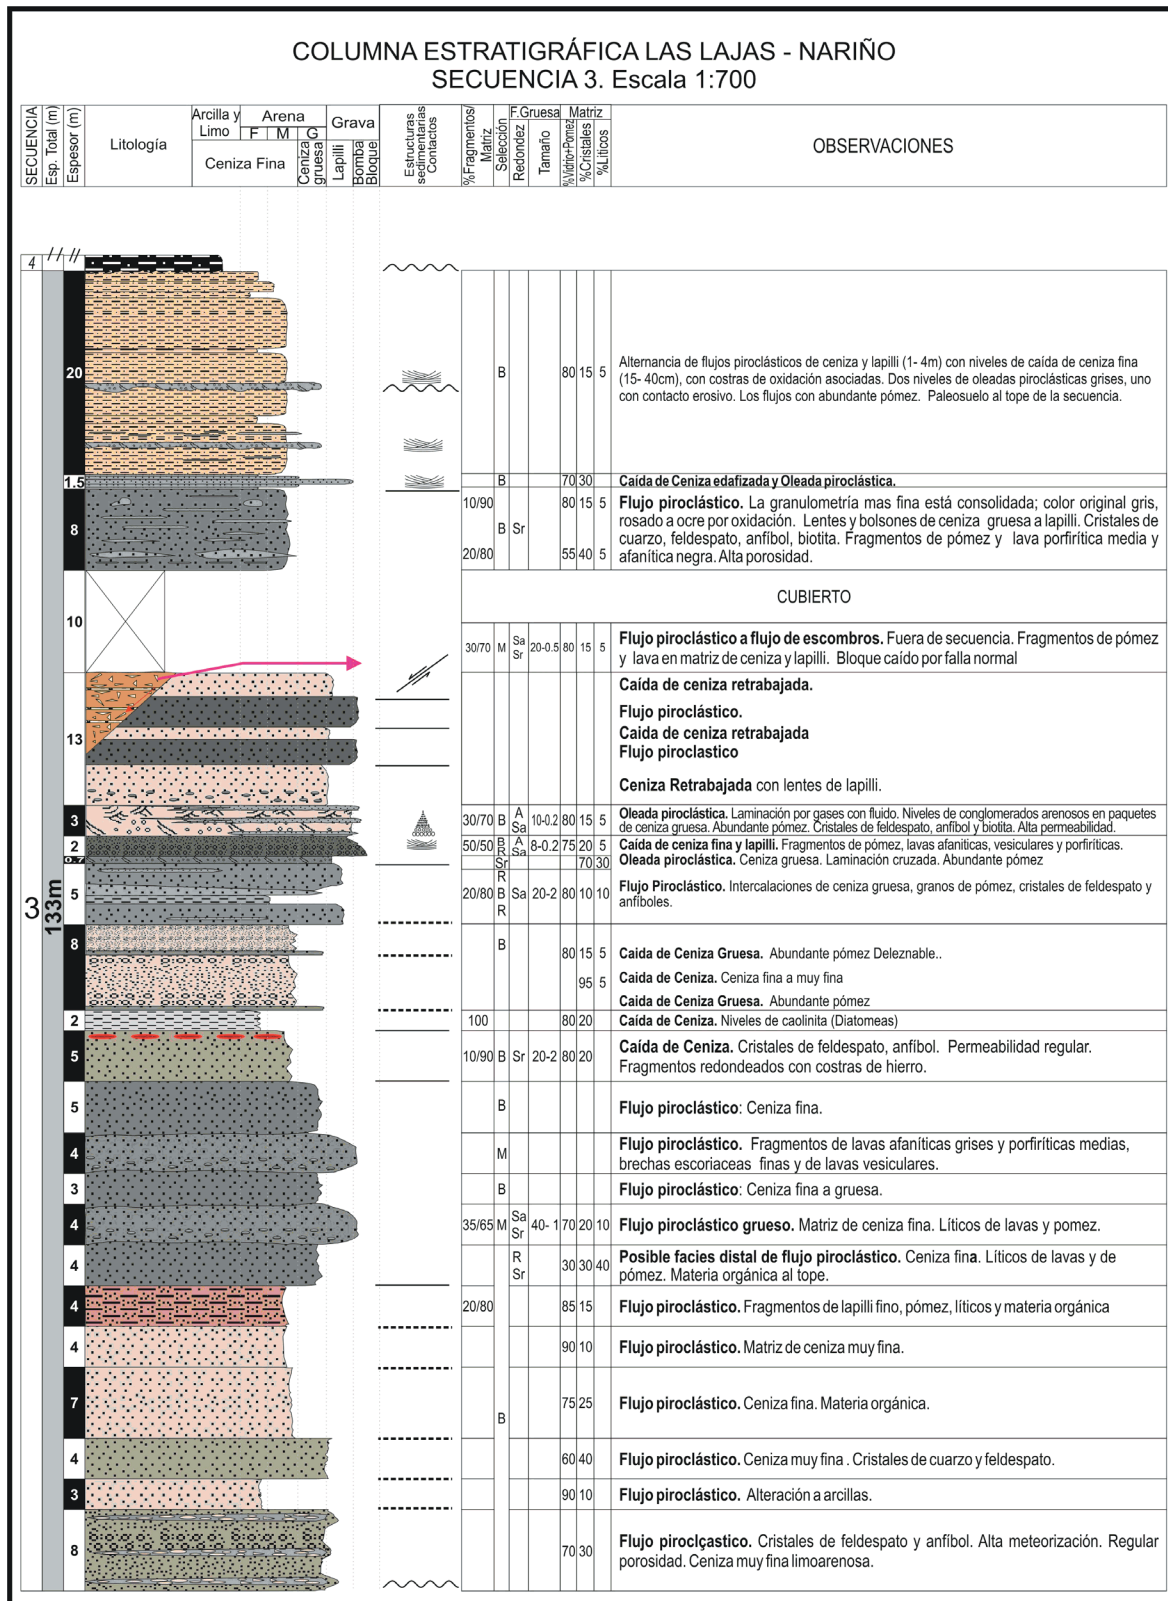 COLUMNA ESTRATIGRÁFICA LAS LAJAS - NARIÑO
SECUENCIA 3. Escala 1:700
SECUENCIA
Esp. Total (m)
Espesor (m)
Litología
Arcilla y
Limo
Arena
F M G
Grava
Ceniza Fina
Ceniza
gruesa
Lapilli
Bomba
Bloque
Estructuras
sedimentarias
Contactos
%Fragmentos/
Matriz
Selección
F.Gruesa
Redondez
Tamaño
Matriz
%Vidrio+Pomez
%Cristales
%Líticos
OBSERVACIONES
4
3
133m
20 B 80 15 5
Alternancia de flujos piroclásticos de ceniza y lapilli (1- 4m) con niveles de caída de ceniza fina
(15- 40cm), con costras de oxidación asociadas. Dos niveles de oleadas piroclásticas grises, uno
con contacto erosivo. Los flujos con abundante pómez. Paleosuelo al tope de la secuencia.
1.5 B 70 30 Caída de Ceniza edafizada y Oleada piroclástica.
8
10/90 80 15 5
B Sr
20/80 55 40 5
Flujo piroclástico. La granulometría mas fina está consolidada; color original gris,
rosado a ocre por oxidación. Lentes y bolsones de ceniza gruesa a lapilli. Cristales de
cuarzo, feldespato, anfíbol, biotita. Fragmentos de pómez y lava porfirítica media y
afanítica negra. Alta porosidad.
10
CUBIERTO
30/70 M Sa Sr 20-0.5 80 15 5
Flujo piroclástico a flujo de escombros. Fuera de secuencia. Fragmentos de pómez
y lava en matriz de ceniza y lapilli. Bloque caído por falla normal
13
Caída de ceniza retrabajada.
Flujo piroclástico.
Caida de ceniza retrabajada
Flujo piroclastico
Ceniza Retrabajada con lentes de lapilli.
3 30/70 B A Sa 10-0.2 80 15 5
Oleada piroclástica. Laminación por gases con fluido. Niveles de conglomerados arenosos en paquetes
de ceniza gruesa. Abundante pómez. Cristales de feldespato, anfíbol y biotita. Alta permeabilidad.
2 50/50 B R A Sa 8-0.2 75 20 5
Caída de ceniza fina y lapilli. Fragmentos de pómez, lavas afaniticas, vesiculares y porfiríticas.
0.7 Sr 70 30
Oleada piroclástica. Ceniza gruesa. Laminación cruzada. Abundante pómez
5 20/80 R B R Sa 20-2 80 10 10
Flujo Piroclástico. Intercalaciones de ceniza gruesa, granos de pómez, cristales de feldespato y
anfíboles.
8 B
80 15 5 Caida de Ceniza Gruesa. Abundante pómez Deleznable..
95 5 Caida de Ceniza. Ceniza fina a muy fina
Caida de Ceniza Gruesa. Abundante pómez
2 100 80 20 Caída de Ceniza. Niveles de caolinita (Diatomeas)
5 10/90 B Sr 20-2 80 20
Caída de Ceniza. Cristales de feldespato, anfíbol. Permeabilidad regular.
Fragmentos redondeados con costras de hierro.
5 B Flujo piroclástico: Ceniza fina.
4 M
Flujo piroclástico. Fragmentos de lavas afaníticas grises y porfiríticas medias,
brechas escoriaceas finas y de lavas vesiculares.
3 B Flujo piroclástico: Ceniza fina a gruesa.
4 35/65 M Sa Sr 40- 1 70 20 10 Flujo piroclástico grueso. Matriz de ceniza fina. Líticos de lavas y pomez.
4 R Sr 30 30 40
Posible facies distal de flujo piroclástico. Ceniza fina. Líticos de lavas y de
pómez. Materia orgánica al tope.
4 20/80 85 15 Flujo piroclástico. Fragmentos de lapilli fino, pómez, líticos y materia orgánica
4 90 10 Flujo piroclástico. Matriz de ceniza muy fina.
7 B 75 25 Flujo piroclástico. Ceniza fina. Materia orgánica.
4 60 40 Flujo piroclástico. Ceniza muy fina . Cristales de cuarzo y feldespato.
3 90 10 Flujo piroclástico. Alteración a arcillas.
8 70 30
Flujo piroclçastico. Cristales de feldespato y anfíbol. Alta meteorización. Regular
porosidad. Ceniza muy fina limoarenosa.